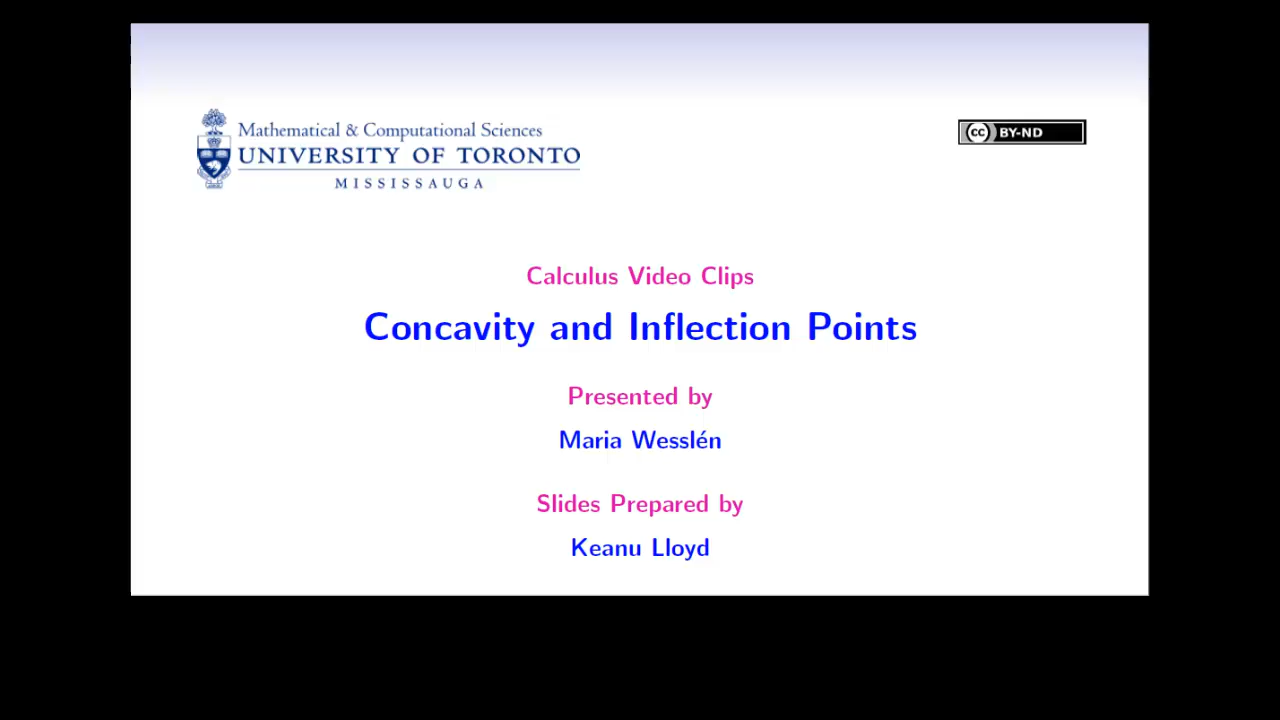 Mathematical & Computational Sciences
UNIVERSITY OF TORONTO
MISSISSAUGA
cc BY-ND
Calculus Video Clips
Concavity and Inflection Points
Presented by
Maria Wesslén
Slides Prepared by
Keanu Lloyd